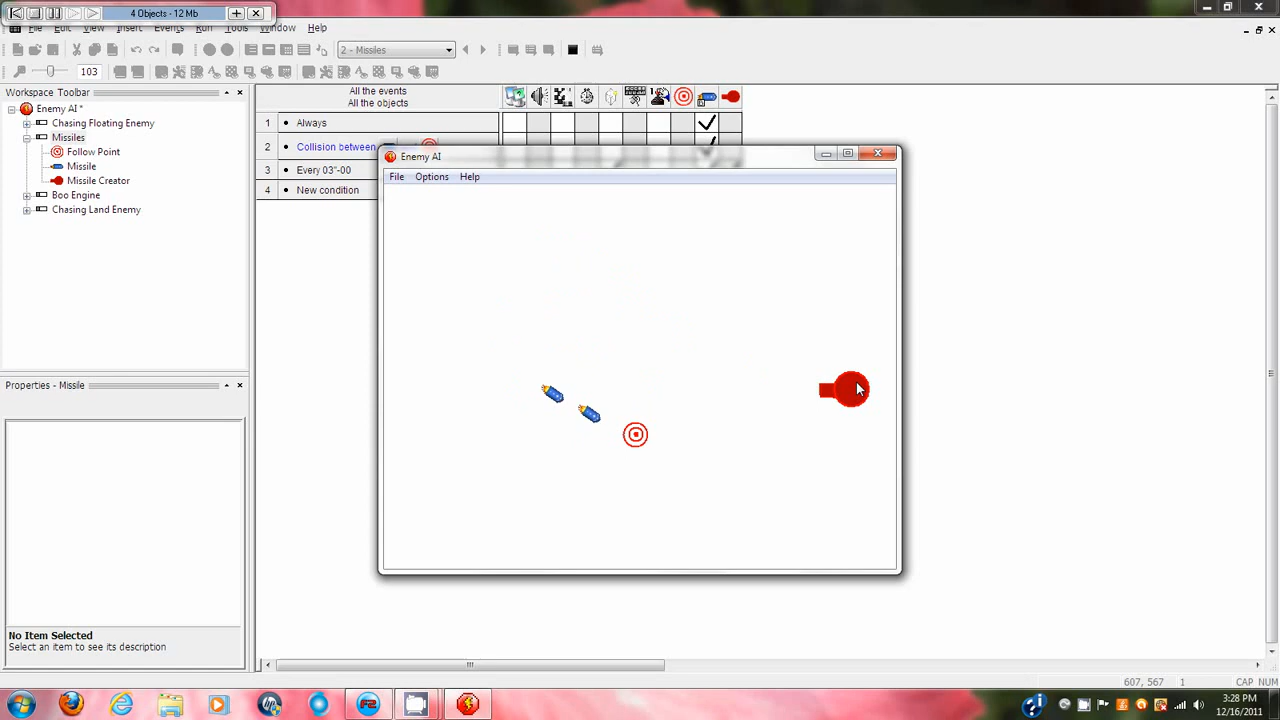 4 Objects - 12 Mb
File Edit View Insert Events Run Tools Window Help
2 - Missiles
103
Workspace Toolbar
Enemy AI *
Chasing Floating Enemy
Missiles
Follow Point
Missile
Missile Creator
Boo Engine
Chasing Land Enemy
Properties - Missile
No Item Selected
Select an item to see its description
All the events
All the objects
1 • Always
2 • Collision between
3 • Every 03"-00
4 • New condition
Enemy AI
File Options Help
607, 567 1 CAP NUM
3:28 PM
12/16/2011